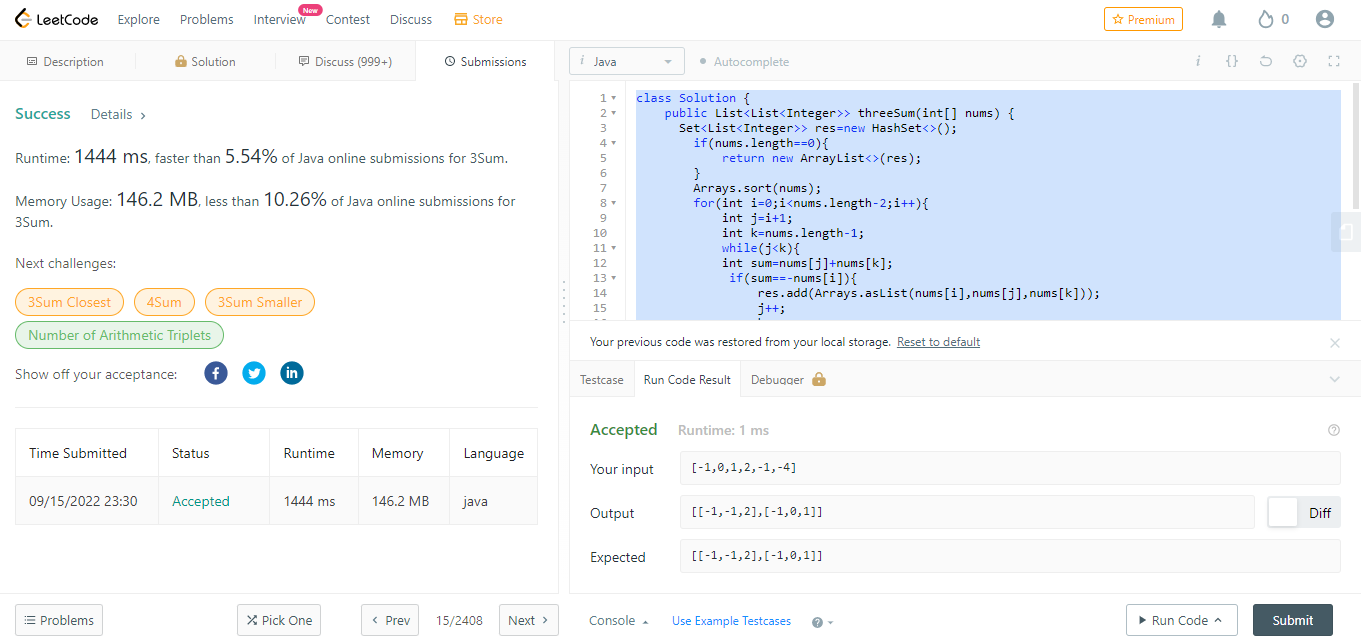 LeetCode Explore Problems Interview New Contest Discuss Store Premium 0
Description Solution Discuss (999+) Submissions
Success Details
Runtime: 1444 ms, faster than 5.54% of Java online submissions for 3Sum.
Memory Usage: 146.2 MB, less than 10.26% of Java online submissions for
3Sum.
Next challenges:
3Sum Closest 4Sum 3Sum Smaller
Number of Arithmetic Triplets
Show off your acceptance:
Time Submitted Status Runtime Memory Language
09/15/2022 23:30 Accepted 1444 ms 146.2 MB java
Problems Pick One Prev 15/2408 Next
i Java Autocomplete i {}
1 class Solution {
2 public List<List<Integer>> threeSum(int[] nums) {
3 Set<List<Integer>> res=new HashSet<>();
4 if(nums.length==0){
5 return new ArrayList<>(res);
6 }
7 Arrays.sort(nums);
8 for(int i=0;i<nums.length-2;i++){
9 int j=i+1;
10 int k=nums.length-1;
11 while(j<k){
12 int sum=nums[j]+nums[k];
13 if(sum==-nums[i]){
14 res.add(Arrays.asList(nums[i],nums[j],nums[k]));
15 j++;
Your previous code was restored from your local storage. Reset to default
Testcase Run Code Result Debugger
Accepted Runtime: 1 ms
Your input [-1,0,1,2,-1,-4]
Output [[-1,-1,2],[-1,0,1]] Diff
Expected [[-1,-1,2],[-1,0,1]]
Console Use Example Testcases Run Code Submit